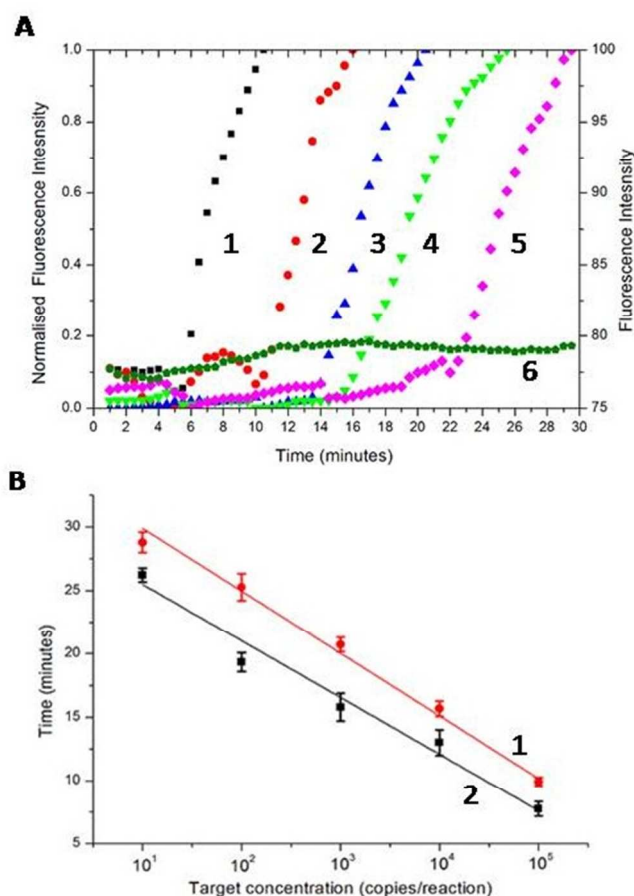 A
Normalised Fluorescence Intesnsity
1.0
0.8
0.6
0.4
0.2
0.0
100
95
90
85
80
75
Fluorescence Intesnsity
1
2
3
4
5
6
0 2 4 6 8 10 12 14 16 18 20 22 24 26 28 30
Time (minutes)
B
Time (minutes)
30
25
20
15
10
5
1
2
10¹ 10² 10³ 10⁴ 10⁵
Target concentration (copies/reaction)